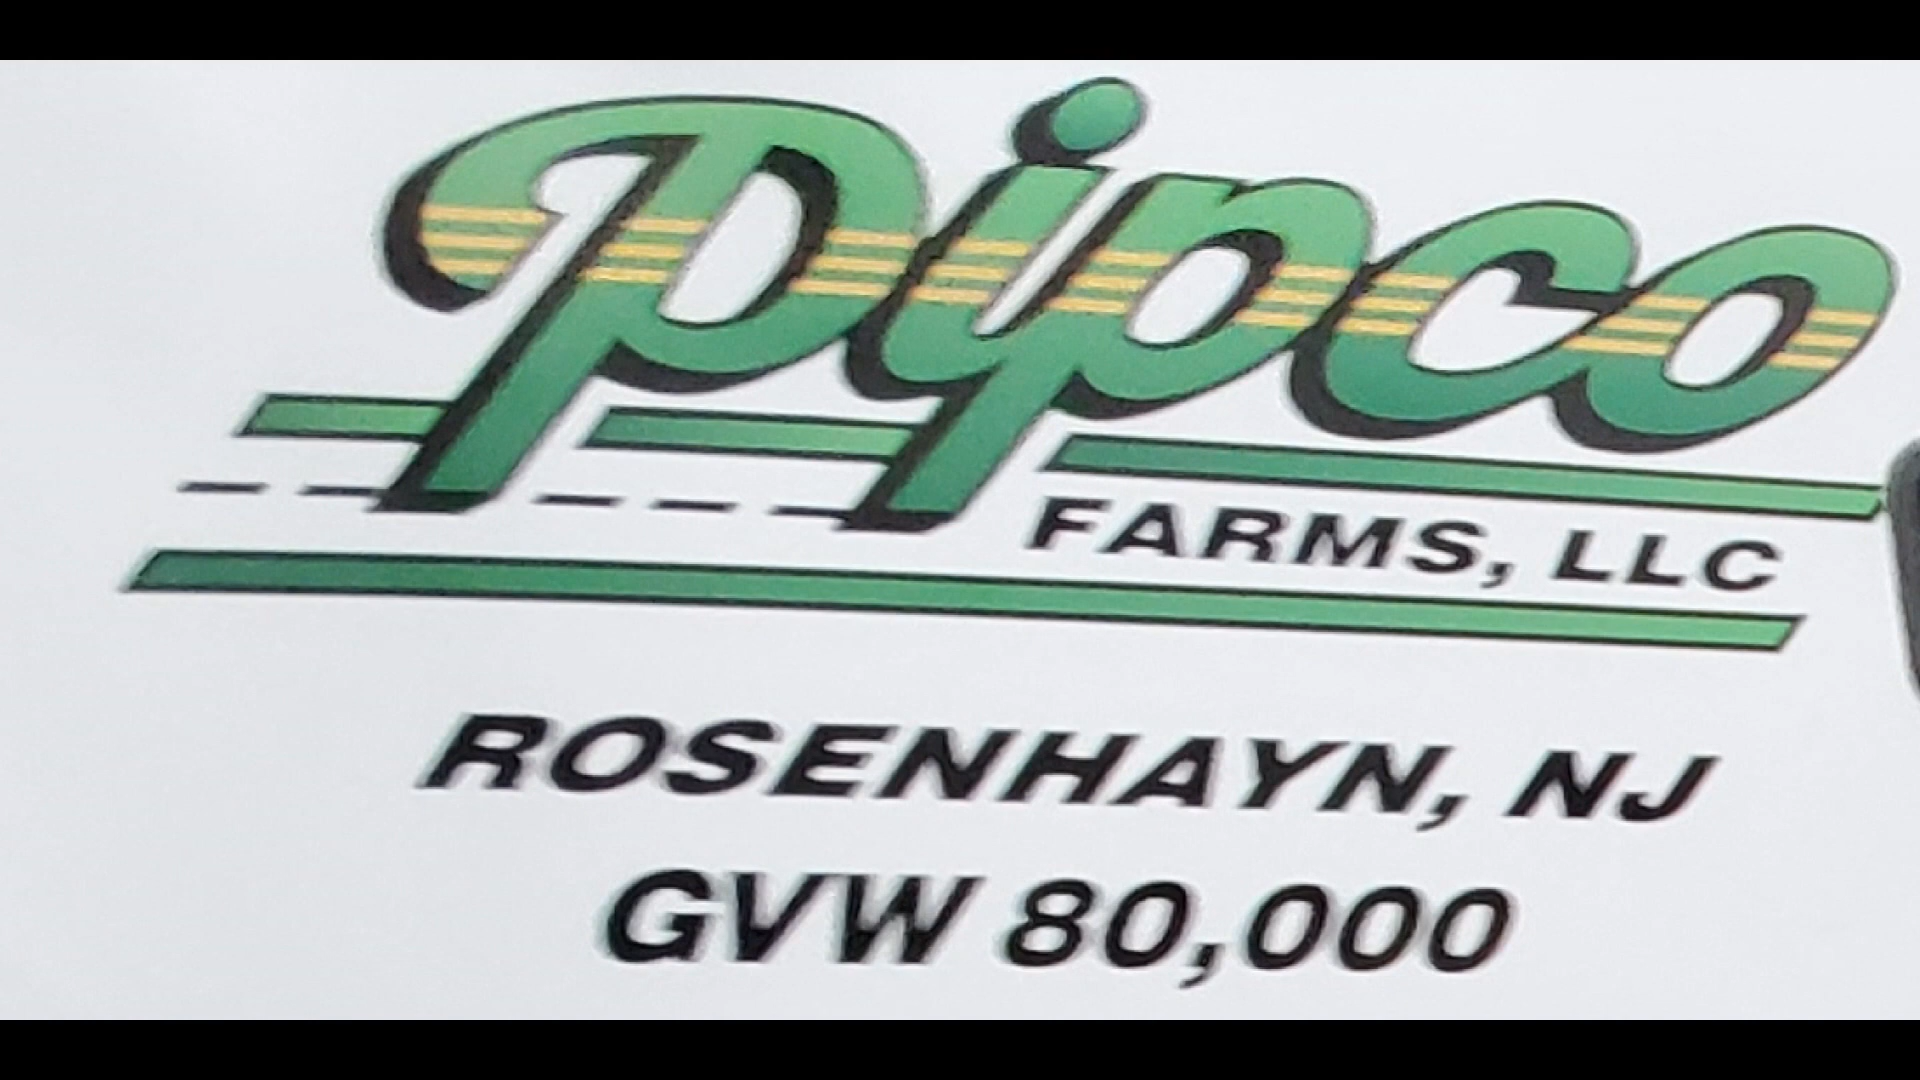 Pipco
FARMS, LLC
ROSENHAYN, NJ
GVW 80,000